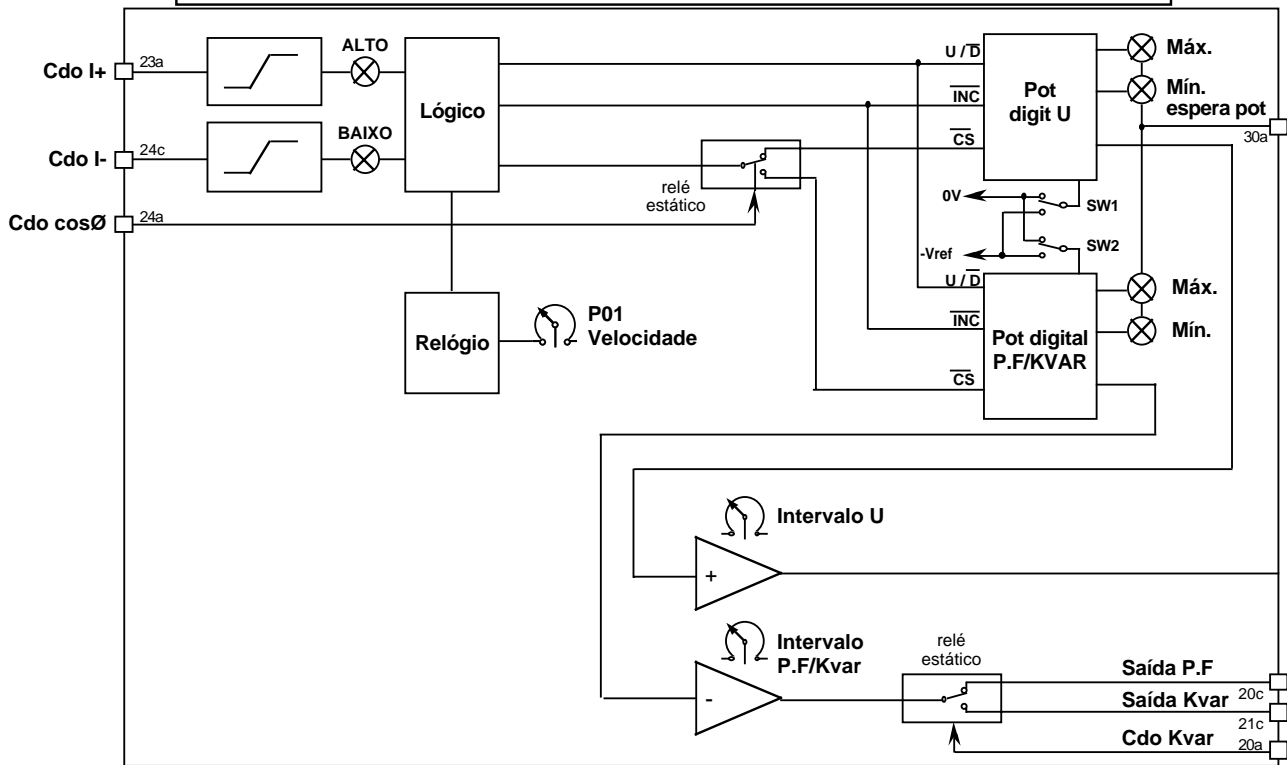 ALTO
Cdo I+
23a
Lógico
BAIXO
Cdo I-
24c
Cdo cosØ
24a
relé
estático
Relógio
P01
Velocidade
U / D
INC
CS
Pot
digit U
Máx.
Mín.
espera pot
30a
0V
SW1
-Vref
SW2
U / D
INC
CS
Pot digital
P.F/KVAR
Máx.
Mín.
Intervalo U
+
Intervalo
P.F/Kvar
-
relé
estático
Saída P.F
20c
Saída Kvar
21c
Cdo Kvar
20a